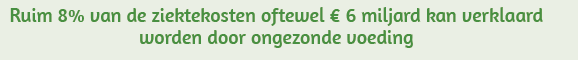 Ruim 8% van de ziektekosten oftewel € 6 miljard kan verklaard
worden door ongezonde voeding